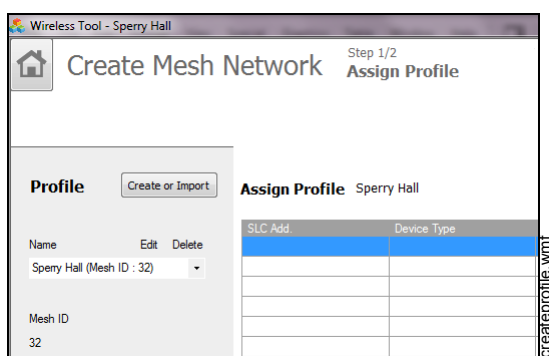 Wireless Tool - Sperry Hall
Create Mesh Network
Step 1/2
Assign Profile
Profile
Create or Import
Assign Profile Sperry Hall
SLC Add. Device Type
Name Edit Delete
Sperry Hall (Mesh ID : 32)
Mesh ID
32
createprofile.wmf